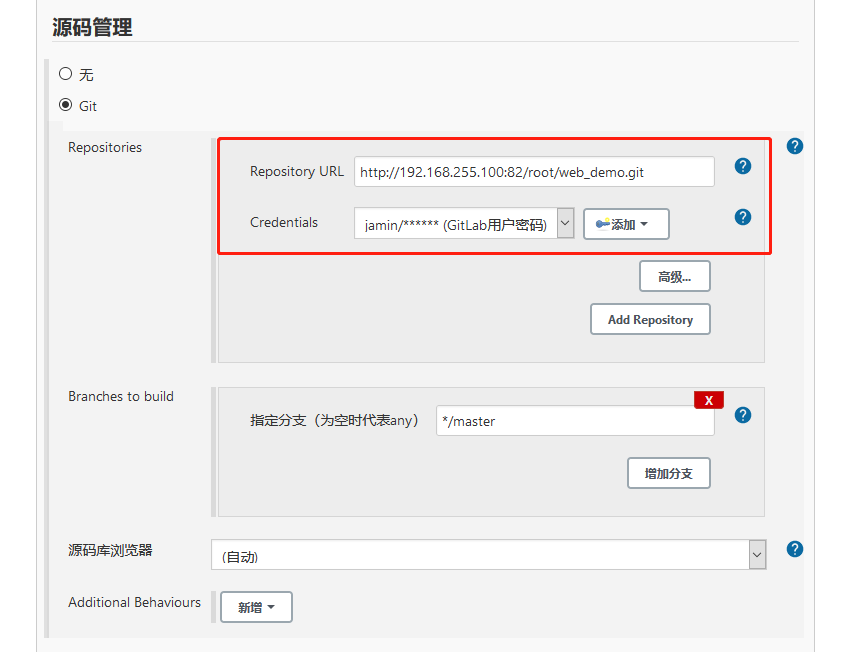 源码管理
无
Git
Repositories
?
Repository URL
http://192.168.255.100:82/root/web_demo.git
?
Credentials
jamin/****** (GitLab用户密码)
添加
?
高级...
Add Repository
Branches to build
X
指定分支（为空时代表any）
*/master
?
增加分支
源码库浏览器
(自动)
?
Additional Behaviours
新增